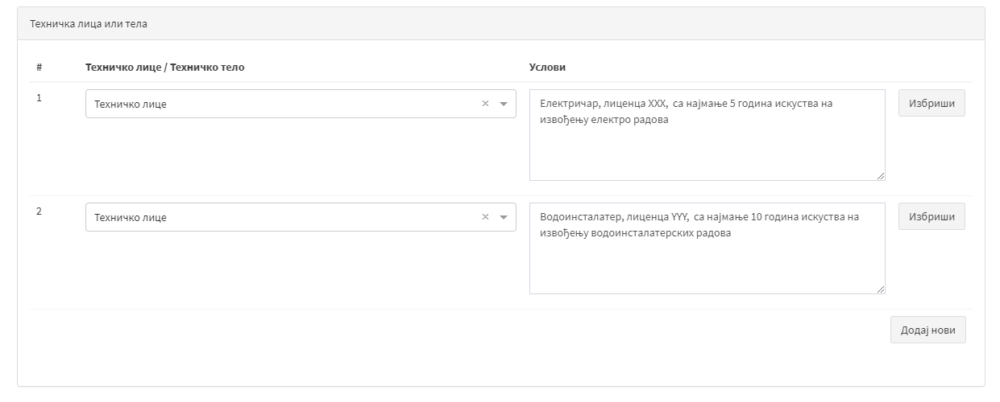 Техничка лица или тела
# Техничко лице / Техничко тело Услови
1 Техничко лице × Електричар, лиценца XXX,  са најмање 5 година искуства на Избриши
извођењу електро радова
2 Техничко лице × Водоинсталатер, лиценца YYY,  са најмање 10 година искуства на Избриши
извођењу водоинсталатерских радова
Додај нови